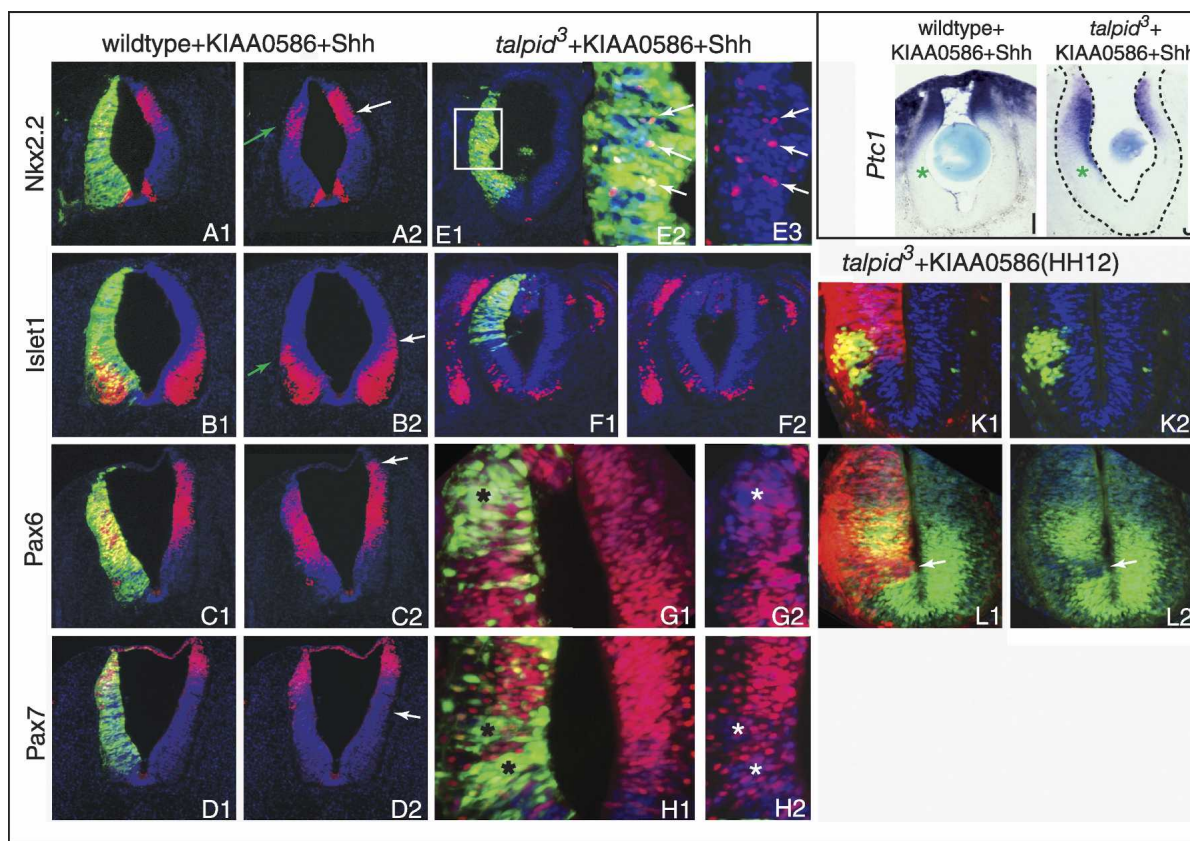 wildtype+KIAA0586+Shh
talpid³+KIAA0586+Shh
wildtype+
KIAA0586+Shh
talpid³+
KIAA0586+Shh
Nkx2.2
A1
A2
E1
E2
E3
Ptc1
*
*
I
J
Islet1
B1
B2
F1
F2
talpid³+KIAA0586(HH12)
K1
K2
Pax6
C1
C2
*
G1
*
G2
L1
L2
Pax7
D1
D2
*
*
H1
*
*
H2